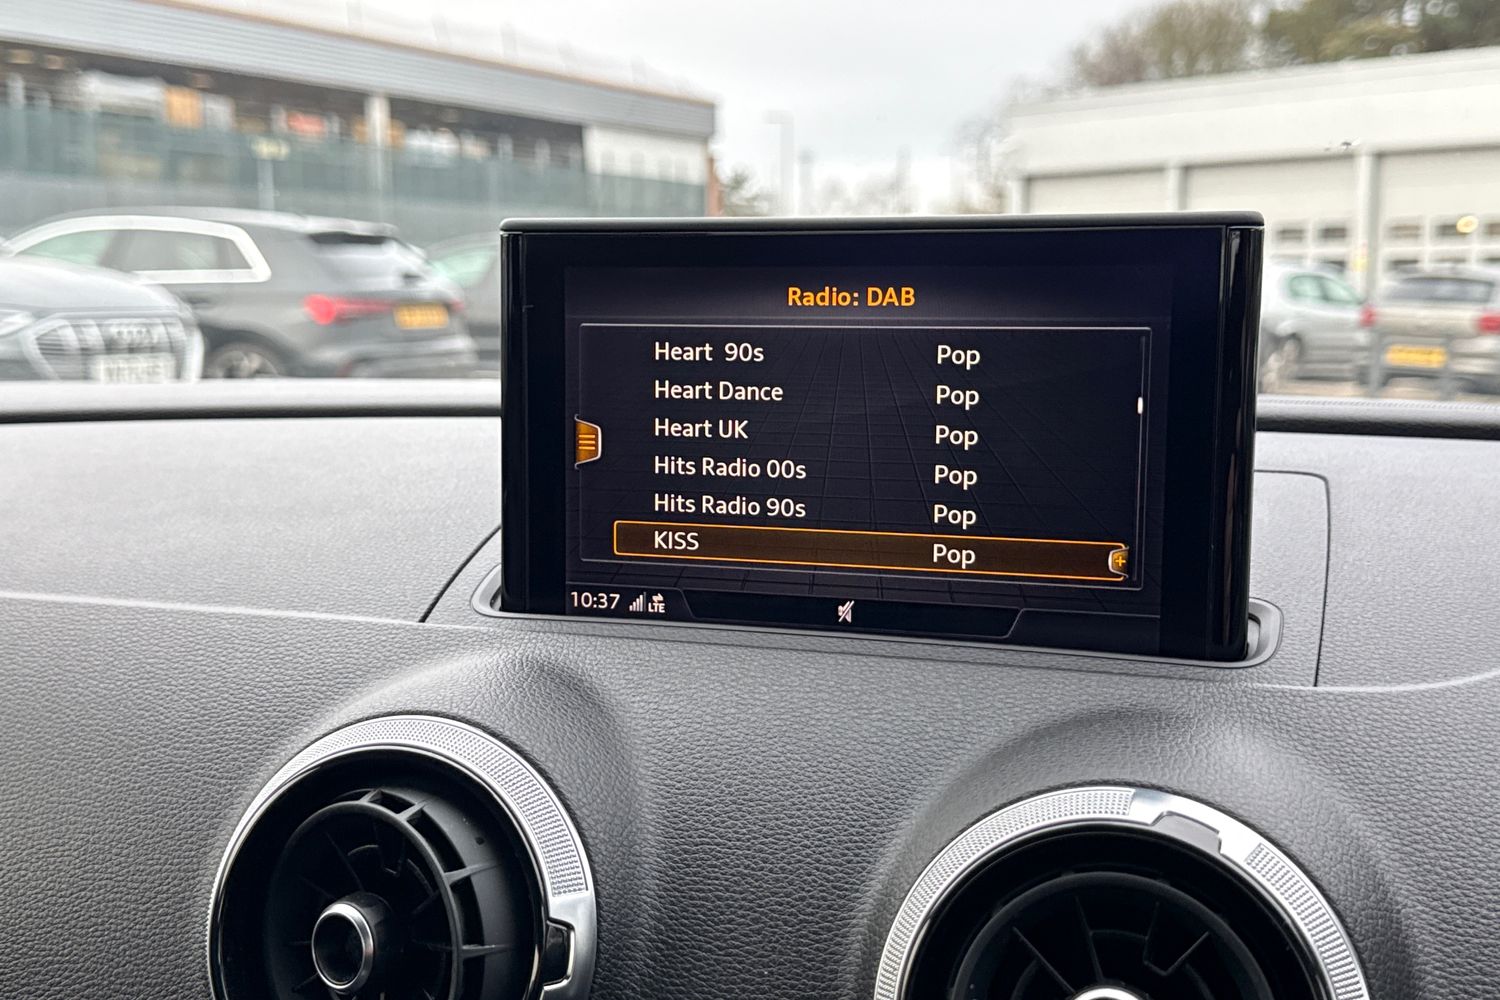 Radio: DAB
Heart 90s Pop
Heart Dance Pop
Heart UK Pop
Hits Radio 00s Pop
Hits Radio 90s Pop
KISS Pop
10:37 LTE